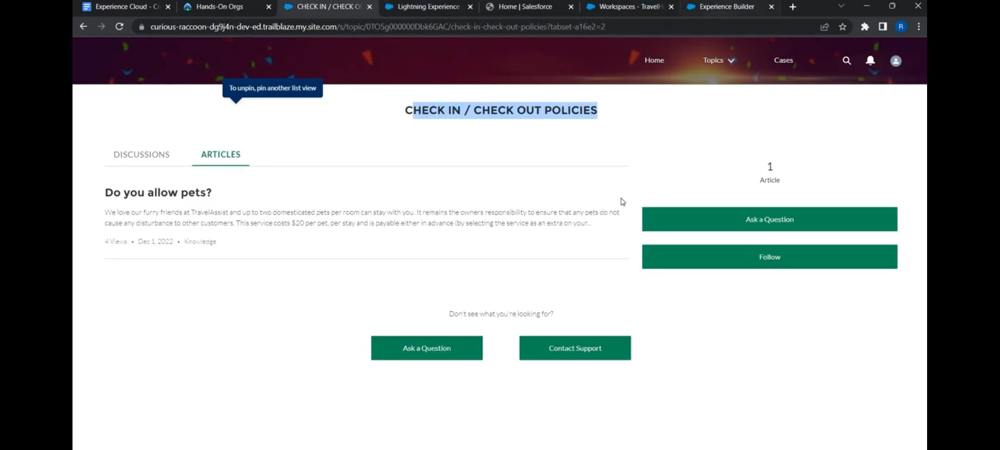 Experience Cloud - Cr
Hands-On Orgs
CHECK IN / CHECK O
Lightning Experience
Home | Salesforce
Workspaces - TravelH
Experience Builder
curious-raccoon-dg9j4n-dev-ed.trailblaze.my.site.com/s/topic/0TO5g000000Dbk6GAC/check-in-check-out-policies?tabset-a16e2=2
R
Home
Topics
Cases
To unpin, pin another list view
CHECK IN / CHECK OUT POLICIES
DISCUSSIONS
ARTICLES
1
Article
Do you allow pets?
We love our furry friends at TravelAssist and up to two domesticated pets per room can stay with you. It remains the owners responsibility to ensure that any pets do not
cause any disturbance to other customers. This service costs $20 per pet, per stay and is payable either in advance (by selecting the service as an extra on your...
4 Views • Dec 1, 2022 • Knowledge
Ask a Question
Follow
Don't see what you're looking for?
Ask a Question
Contact Support